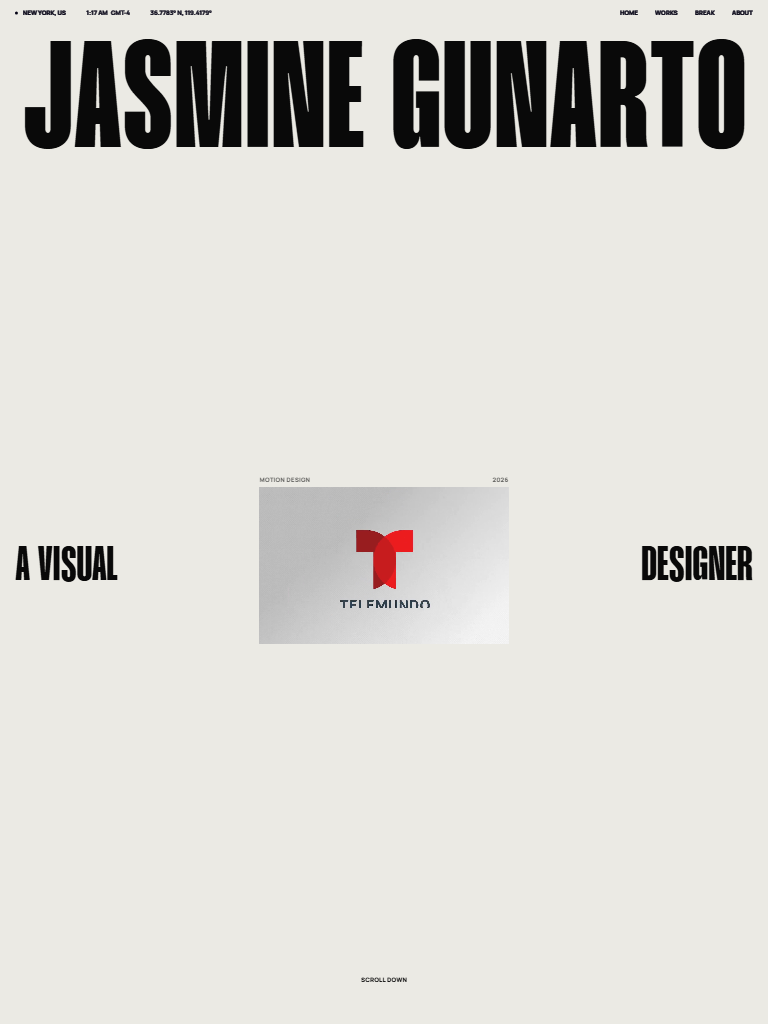 • NEW YORK, US 1:17 AM GMT-4 36.7783° N, 119.4179° HOME WORKS BREAK ABOUT
JASMINE GUNARTO
MOTION DESIGN 2026
A VISUAL DESIGNER
TELEMUNDO
SCROLL DOWN